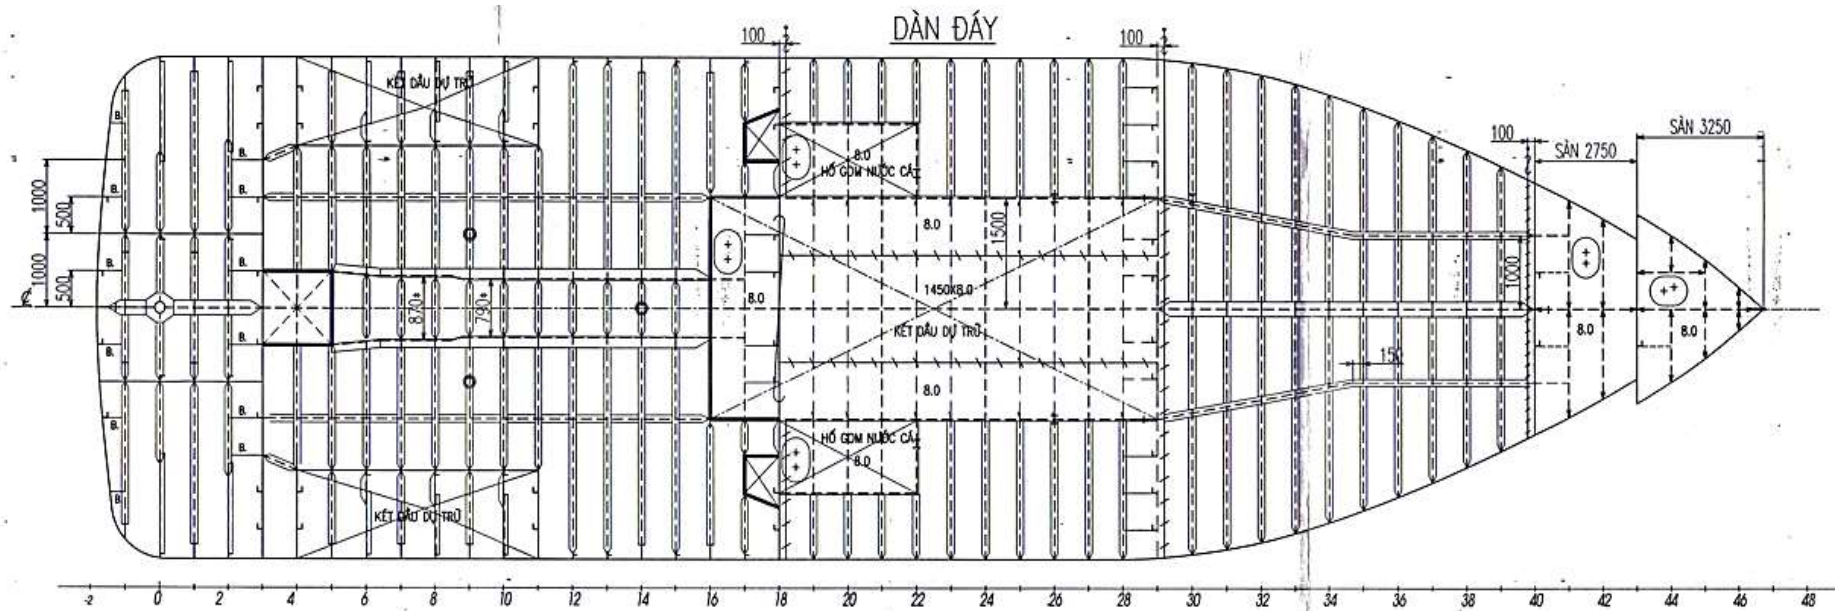 DÀN ĐÁY
100
100
100
SÀN 3250
SÀN 2750
KÉT DẦU DỰ TRỮ
B.
B.
B.
B.
8.0
HỐ GOM NƯỚC CÁ
1000
500
8.0
1500
B.
B.
1000
500
870*
790*
8.0
1450x8.0
1000
KÉT DẦU DỰ TRỮ
8.0
8.0
B.
B.
150
B.
B.
8.0
HỐ GOM NƯỚC CÁ
8.0
B.
B.
B.
KÉT DẦU DỰ TRỮ
-2 0 2 4 6 8 10 12 14 16 18 20 22 24 26 28 30 32 34 36 38 40 42 44 46 48